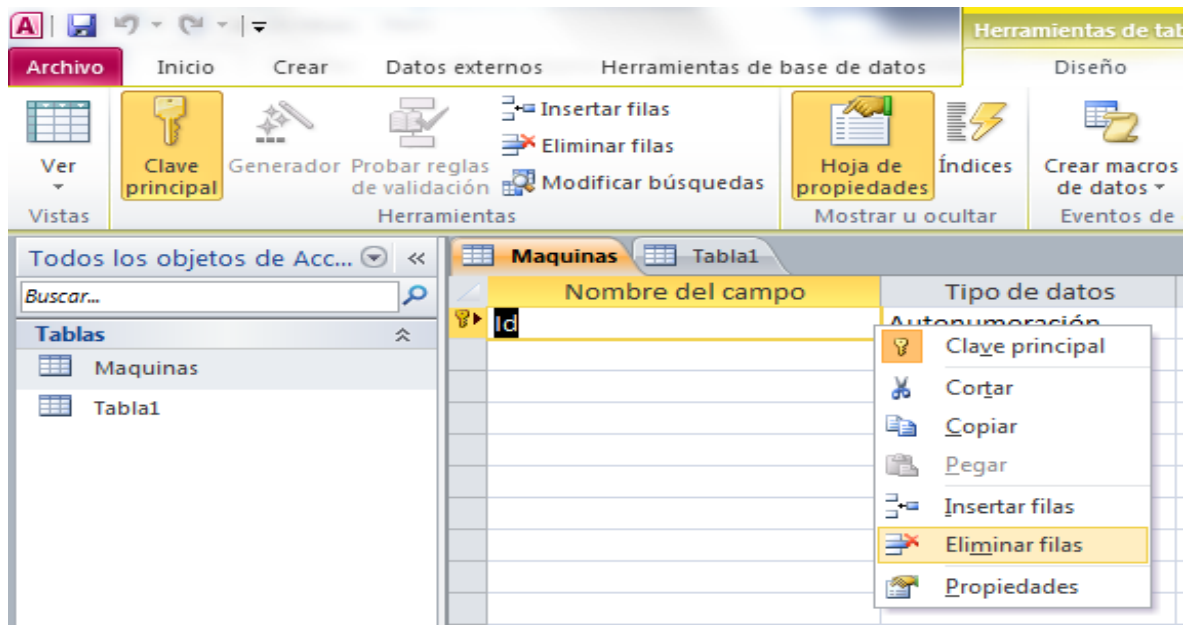 A
Herramientas de tab
Archivo Inicio Crear Datos externos Herramientas de base de datos Diseño
Ver
Clave principal
Generador
Probar reglas de validación
Insertar filas
Eliminar filas
Modificar búsquedas
Hoja de propiedades
Índices
Crear macros de datos
Vistas Herramientas Mostrar u ocultar Eventos de
Todos los objetos de Acc... «
Maquinas Tabla1
Buscar...
Nombre del campo Tipo de datos
Tablas
Id Autonumeración
Maquinas
Tabla1
Clave principal
Cortar
Copiar
Pegar
Insertar filas
Eliminar filas
Propiedades